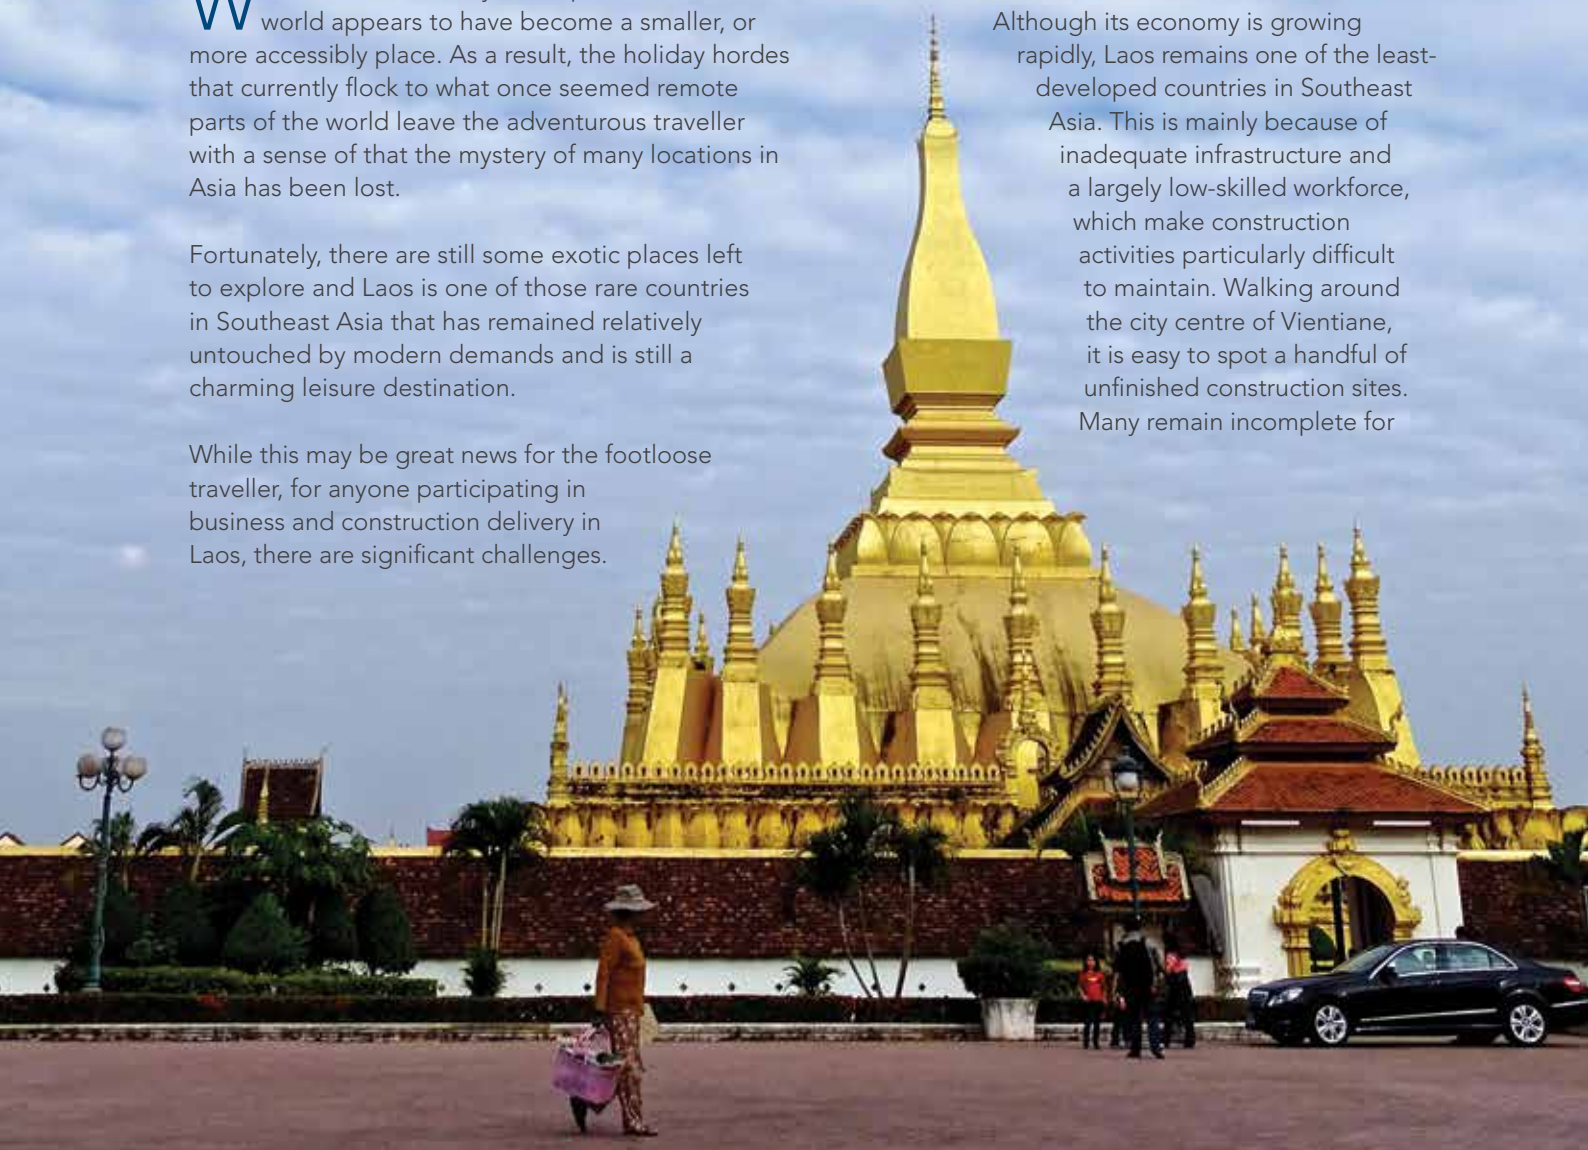 W
world appears to have become a smaller, or
more accessibly place. As a result, the holiday hordes
that currently flock to what once seemed remote
parts of the world leave the adventurous traveller
with a sense of that the mystery of many locations in
Asia has been lost.
Fortunately, there are still some exotic places left
to explore and Laos is one of those rare countries
in Southeast Asia that has remained relatively
untouched by modern demands and is still a
charming leisure destination.
While this may be great news for the footloose
traveller, for anyone participating in
business and construction delivery in
Laos, there are significant challenges.
Although its economy is growing
rapidly, Laos remains one of the least-
developed countries in Southeast
Asia. This is mainly because of
inadequate infrastructure and
a largely low-skilled workforce,
which make construction
activities particularly difficult
to maintain. Walking around
the city centre of Vientiane,
it is easy to spot a handful of
unfinished construction sites.
Many remain incomplete for